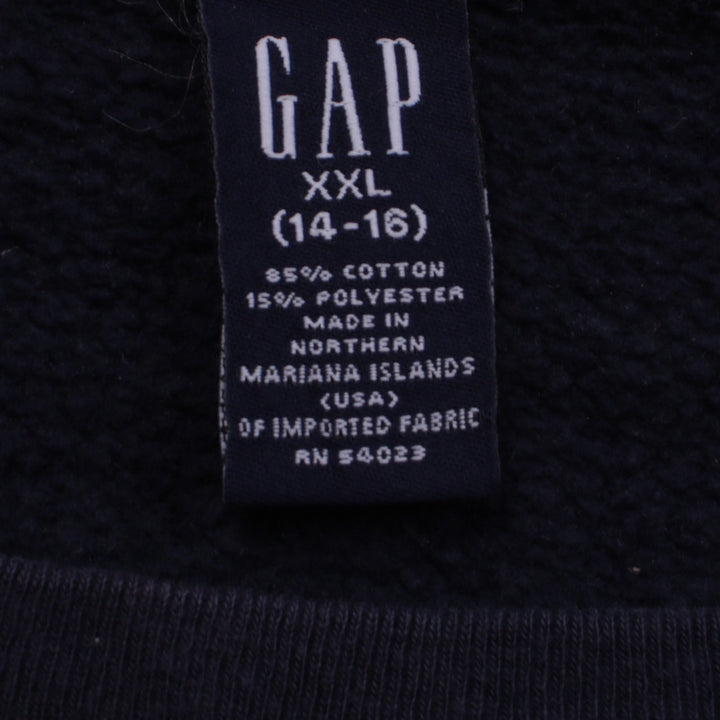 GAP
XXL
(14-16)
85% COTTON
15% POLYESTER
MADE IN
NORTHERN
MARIANA ISLANDS
(USA)
OF IMPORTED FABRIC
RN 54023